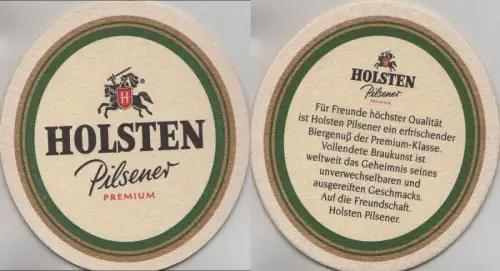 H
®
HOLSTEN
Pilsener
PREMIUM
HOLSTEN
Pilsener
PREMIUM
Für Freunde höchster Qualität
ist Holsten Pilsener ein erfrischender
Biergenuß der Premium-Klasse.
Vollendete Braukunst ist
weltweit das Geheimnis seines
unverwechselbaren und
ausgereiften Geschmacks.
Auf die Freundschaft.
Holsten Pilsener.